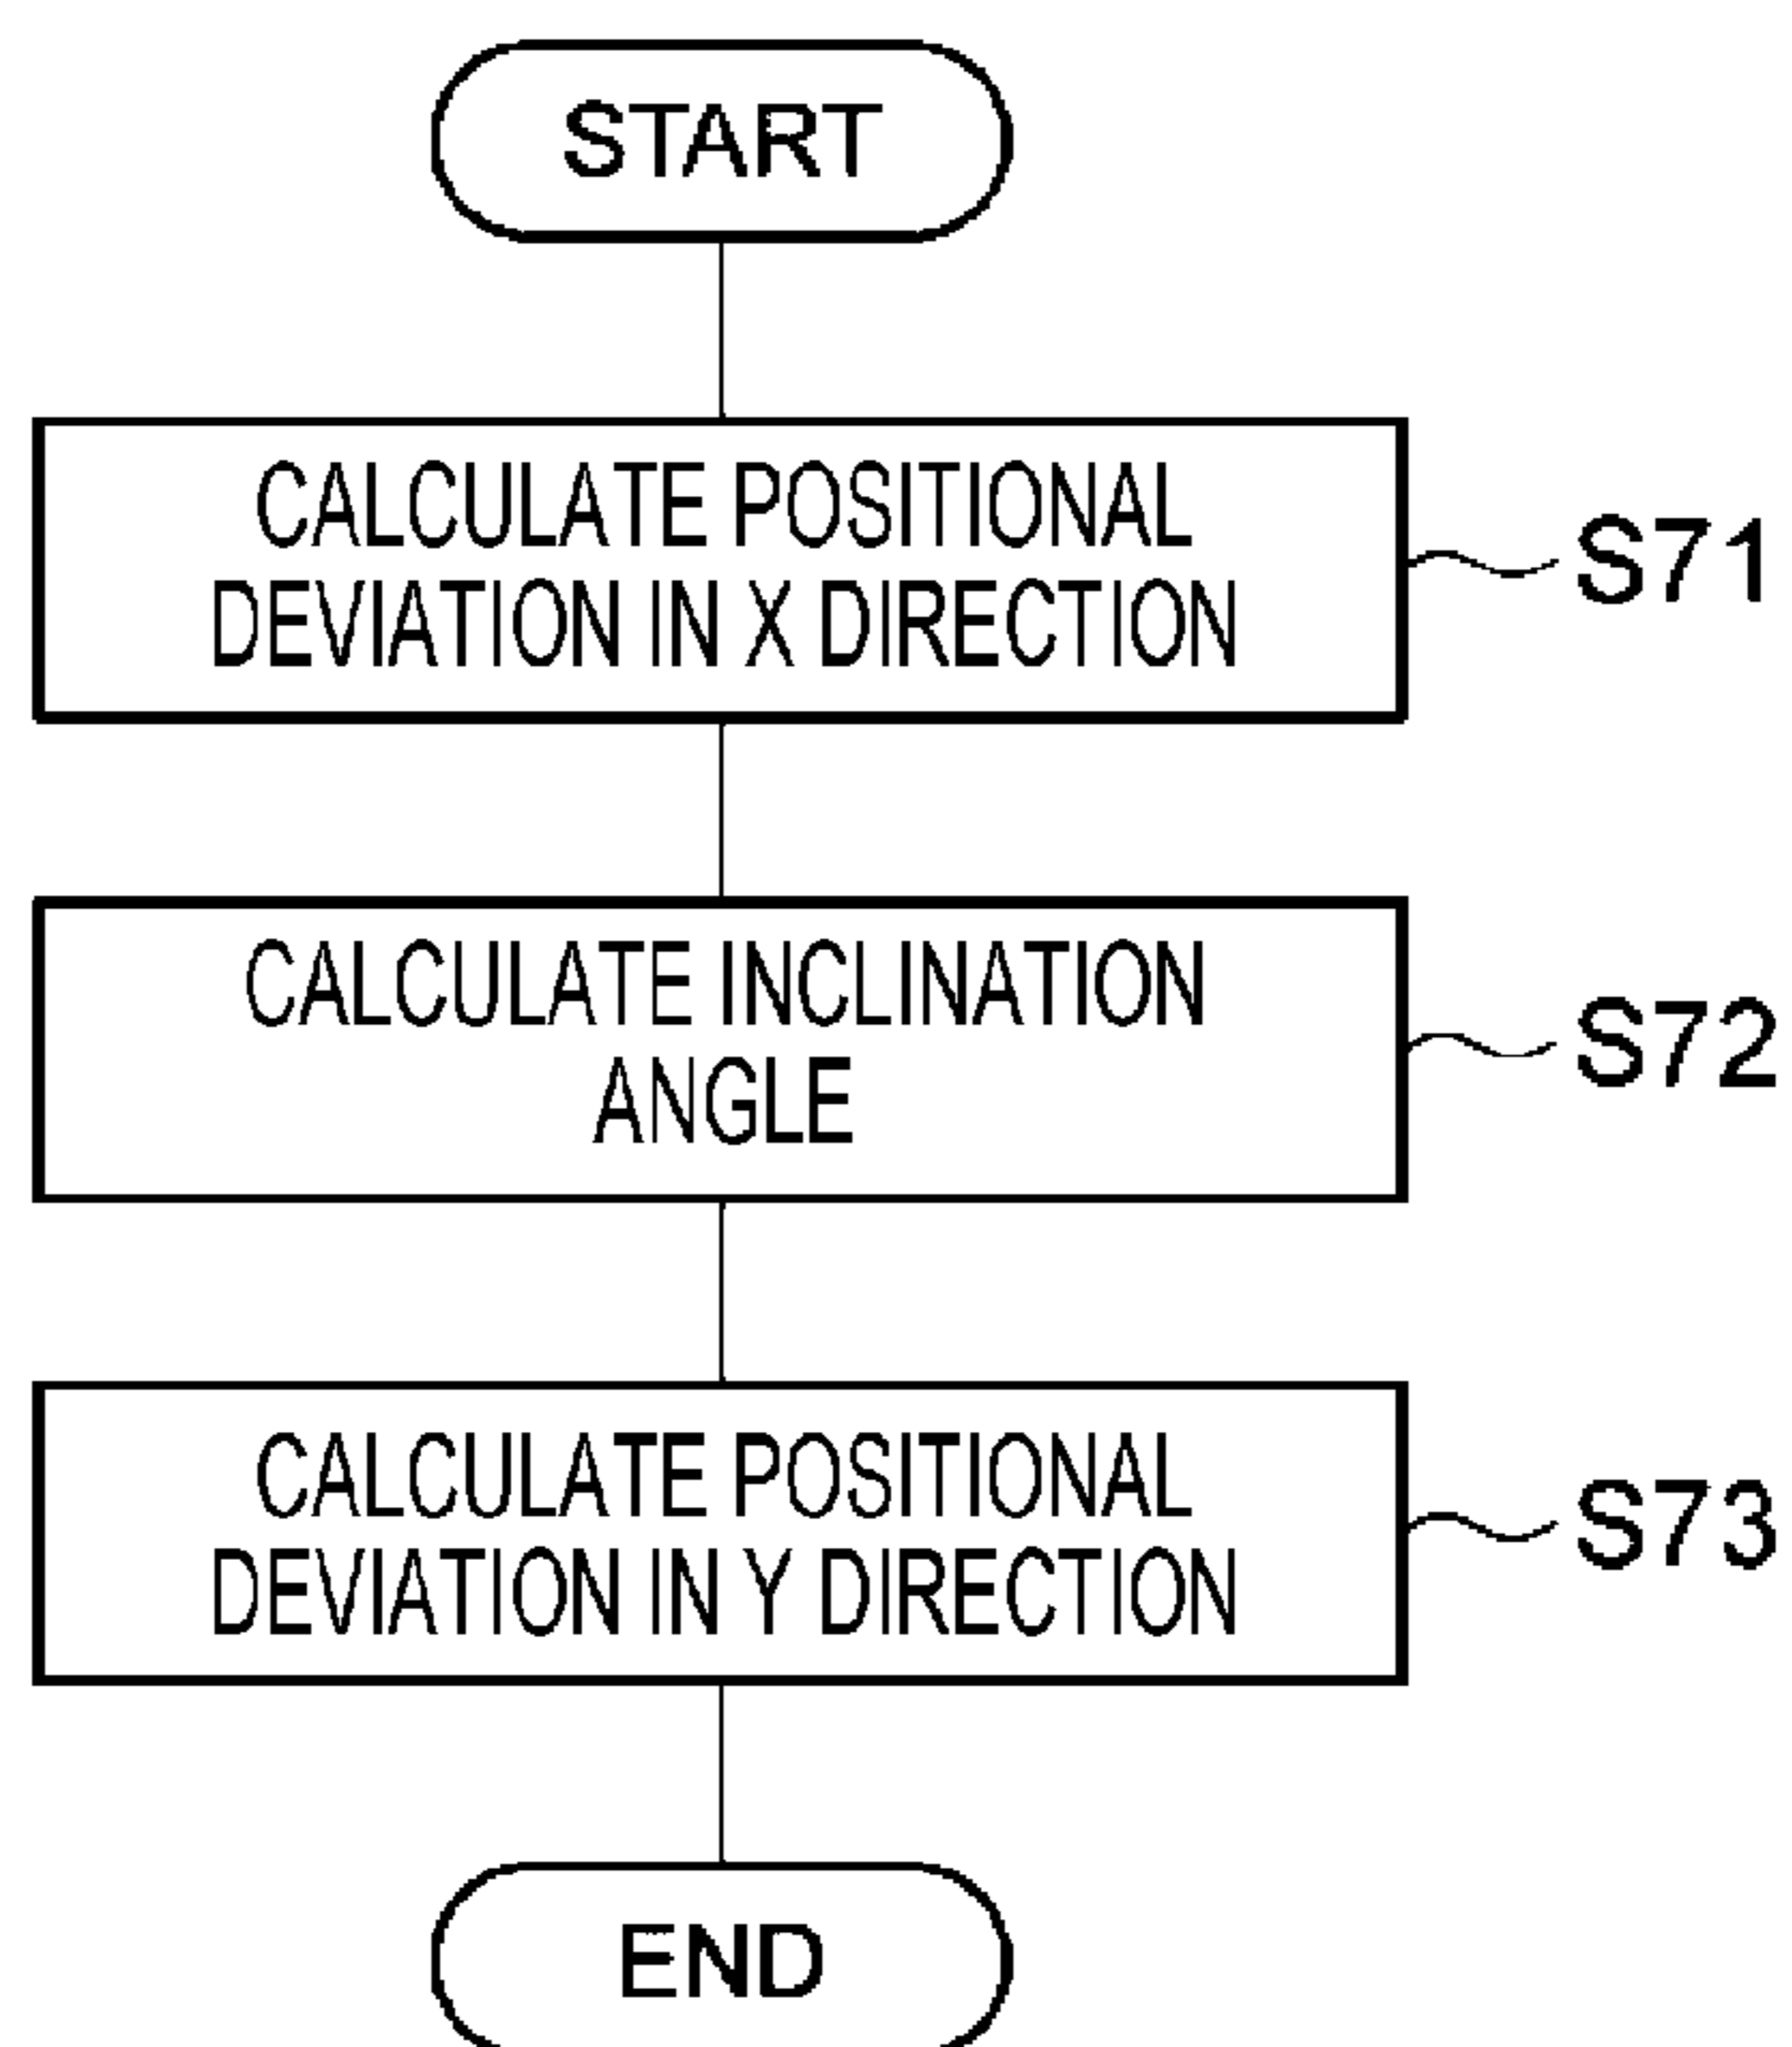 START
CALCULATE POSITIONAL
DEVIATION IN X DIRECTION
S71
CALCULATE INCLINATION
ANGLE
S72
CALCULATE POSITIONAL
DEVIATION IN Y DIRECTION
S73
END